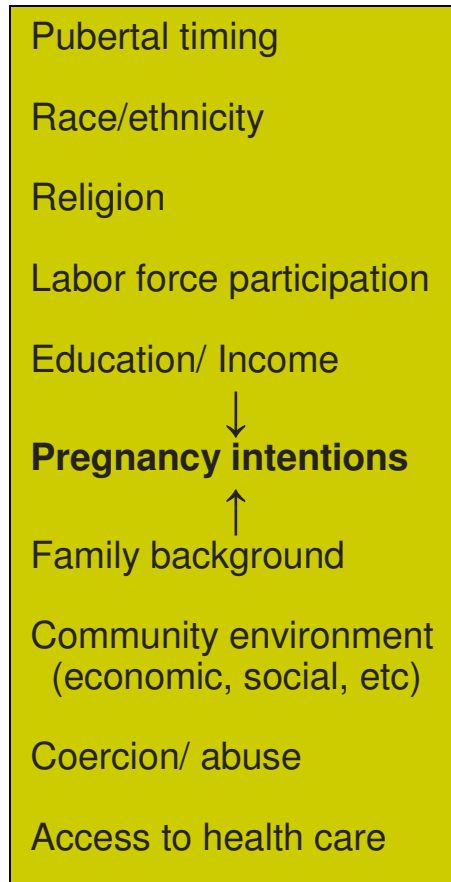 Pubertal timing
Race/ethnicity
Religion
Labor force participation
Education/ Income
↓
Pregnancy intentions
↑
Family background
Community environment
(economic, social, etc)
Coercion/ abuse
Access to health care